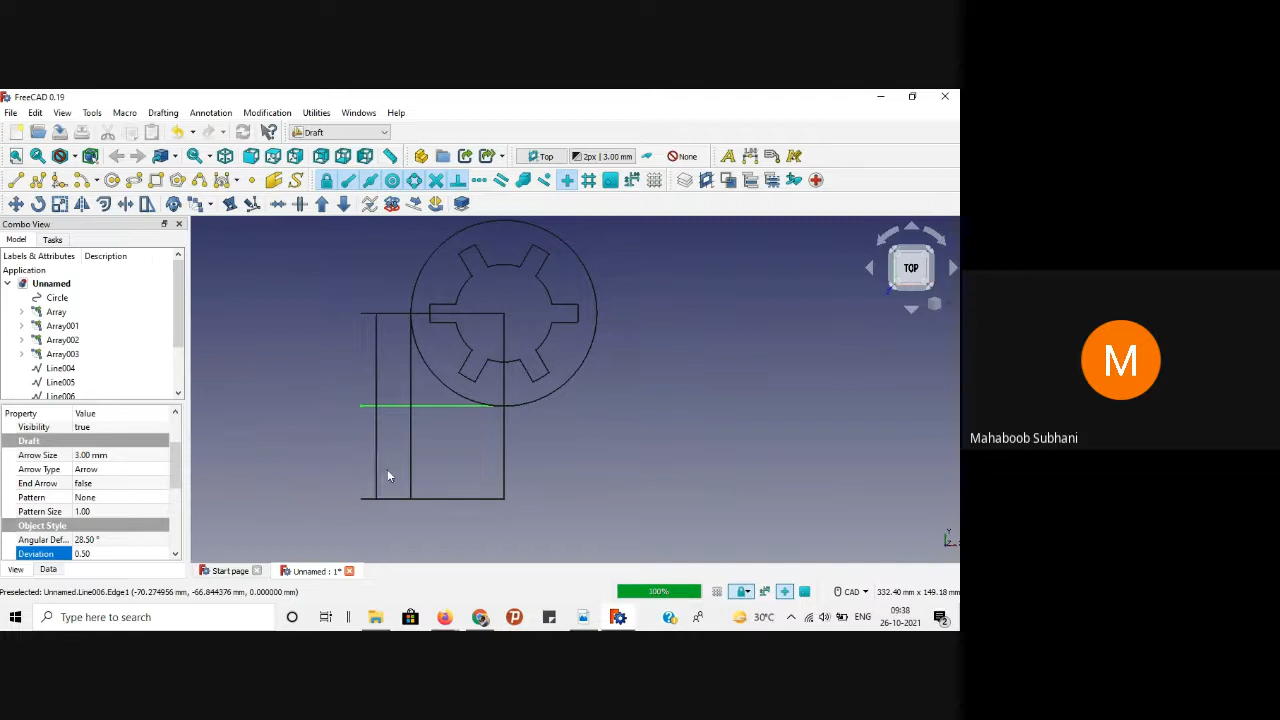 FreeCAD 0.19
File Edit View Tools Macro Drafting Annotation Modification Utilities Windows Help
Draft
Top 2px | 3.00 mm None
Combo View
Model Tasks
Labels & Attributes Description
Application
Unnamed
Circle
Array
Array001
Array002
Array003
Line004
Line005
Line006
Property Value
Visibility true
Draft
Arrow Size 3.00 mm
Arrow Type Arrow
End Arrow false
Pattern None
Pattern Size 1.00
Object Style
Angular Def... 28.50 °
Deviation 0.50
View Data
TOP
Y
Start page Unnamed : 1*
Preselected: Unnamed.Line006.Edge1 (-70.274956 mm, -66.844376 mm, 0.000000 mm)
100%
CAD 332.40 mm x 149.18 mm
Type here to search
30°C ENG
09:38
26-10-2021
2
M
Mahaboob Subhani